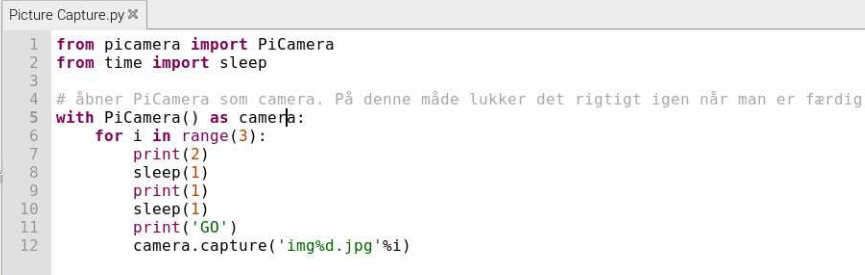 Picture Capture.py
1 from picamera import PiCamera
2 from time import sleep
3
4 # åbner PiCamera som camera. På denne måde lukker det rigtigt igen når man er færdig
5 with PiCamera() as camera:
6     for i in range(3):
7         print(2)
8         sleep(1)
9         print(1)
10         sleep(1)
11         print('GO')
12         camera.capture('img%d.jpg'%i)